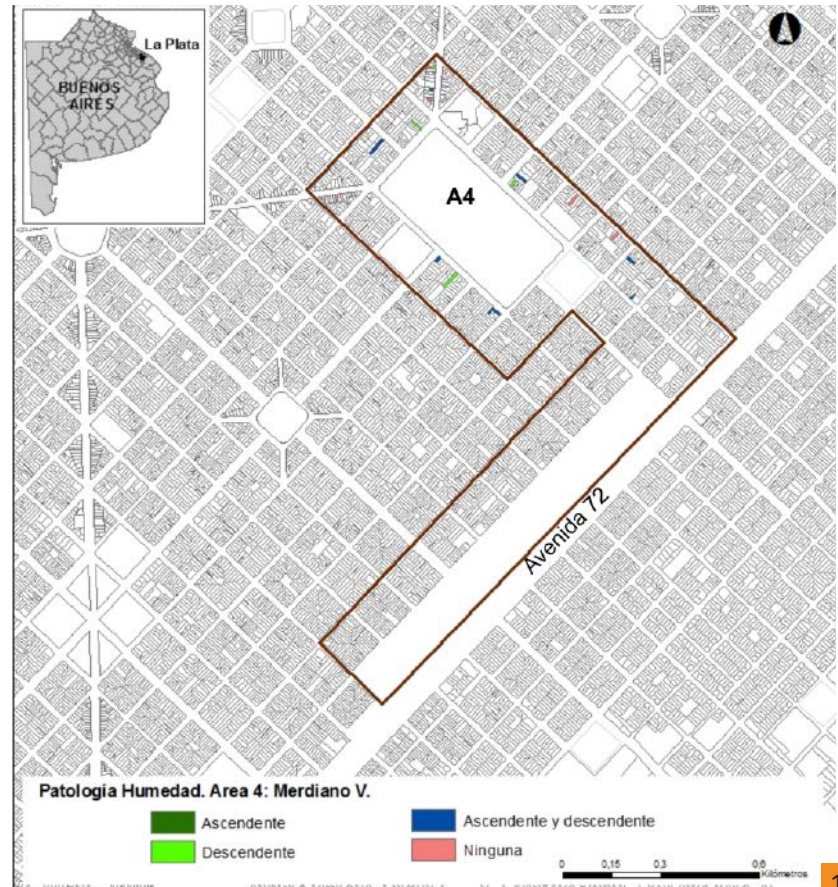 La Plata
BUENOS
AIRES
A4
Avenida 72
Patología Humedad. Area 4: Merdiano V.
Ascendente
Descendente
Ascendente y descendente
Ninguna
0 0,15 0,3 0,6
Kilómetros
1